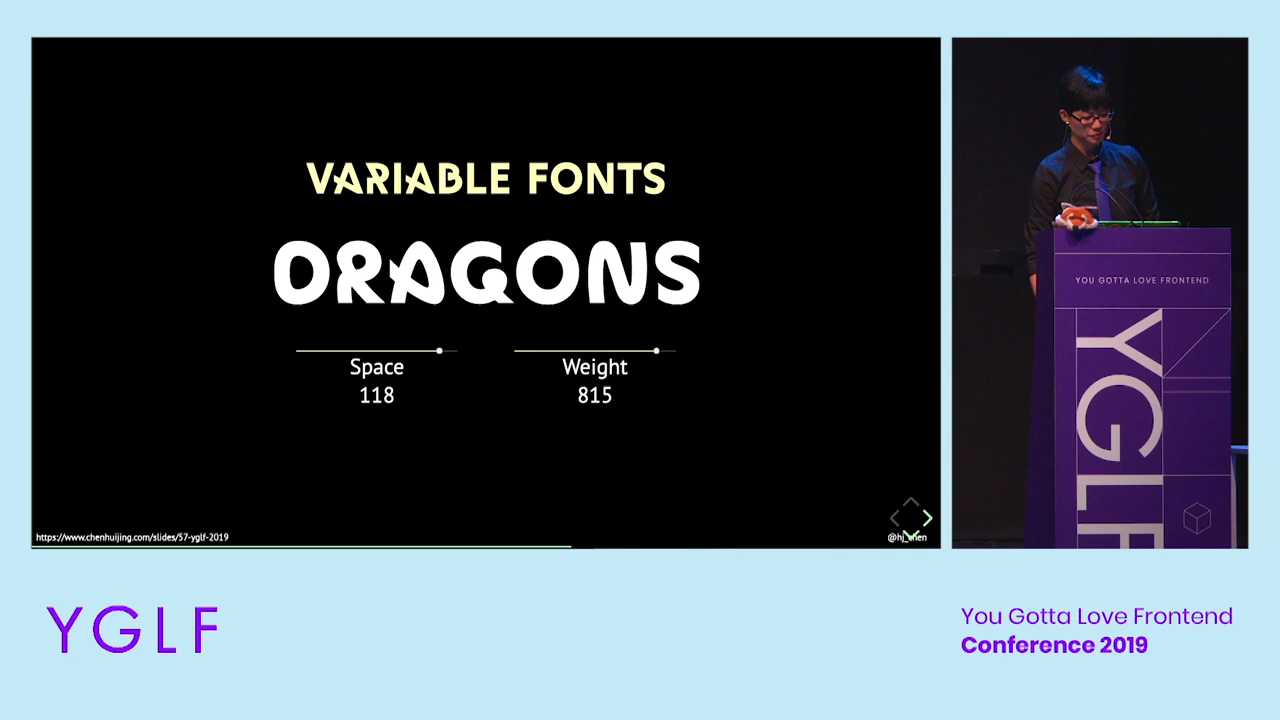 VARIABLE FONTS
DRAGONS
Space
118
Weight
815
https://www.chenhuijing.com/slides/57-yglf-2019
@hj_chen
YOU GOTTA LOVE FRONTEND
YGLF
YGLF
You Gotta Love Frontend
Conference 2019